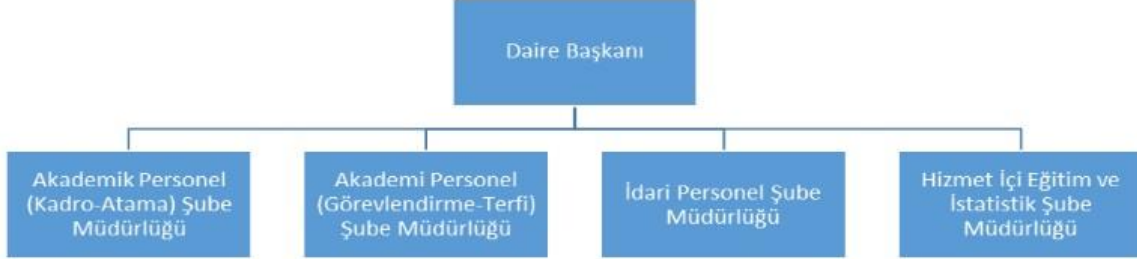 Daire Başkanı
Akademik Personel
(Kadro-Atama) Şube
Müdürlüğü
Akademi Personel
(Görevlendirme-Terfi)
Şube Müdürlüğü
İdari Personel Şube
Müdürlüğü
Hizmet İçi Eğitim ve
İstatistik Şube
Müdürlüğü